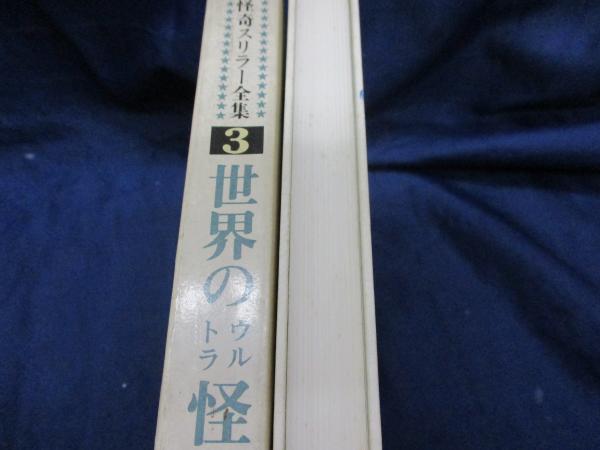 怪奇スリラー全集
3
世界の
ウル
トラ
怪